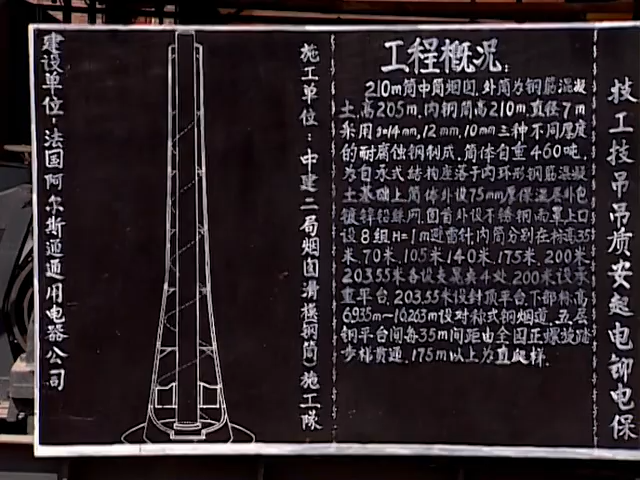 建设单位：法国阿尔斯通通用电器公司
施工单位：中建二局烟囱滑模(钢筒)施工隊
工程概况：
210m筒中筒烟囱，外筒为钢筋混凝
土，高205m，内钢筒高210m，直径7m
采用 14mm，12mm，10mm三种不同厚度
的耐腐蚀钢制成，筒体自重460吨，
为自承式结构座落于内环形钢筋混凝
土基础上，筒体外设75mm厚保温层外包
镀锌铅丝网，囱首外设不锈钢雨罩上口
设8组H=1m避雷针，内筒分别在标高35
米，70米，105米，140米，175米，200米
203.55米各设支晃点4处，200米设承
重平台，203.55米设封顶平台，下部标高
6.935m～16.263m设对称式钢烟道，五层
钢平台间每35m间距由全囱正螺旋踏
步梯贯通，175m以上为直爬梯。
技工技吊吊质安起电铆电保